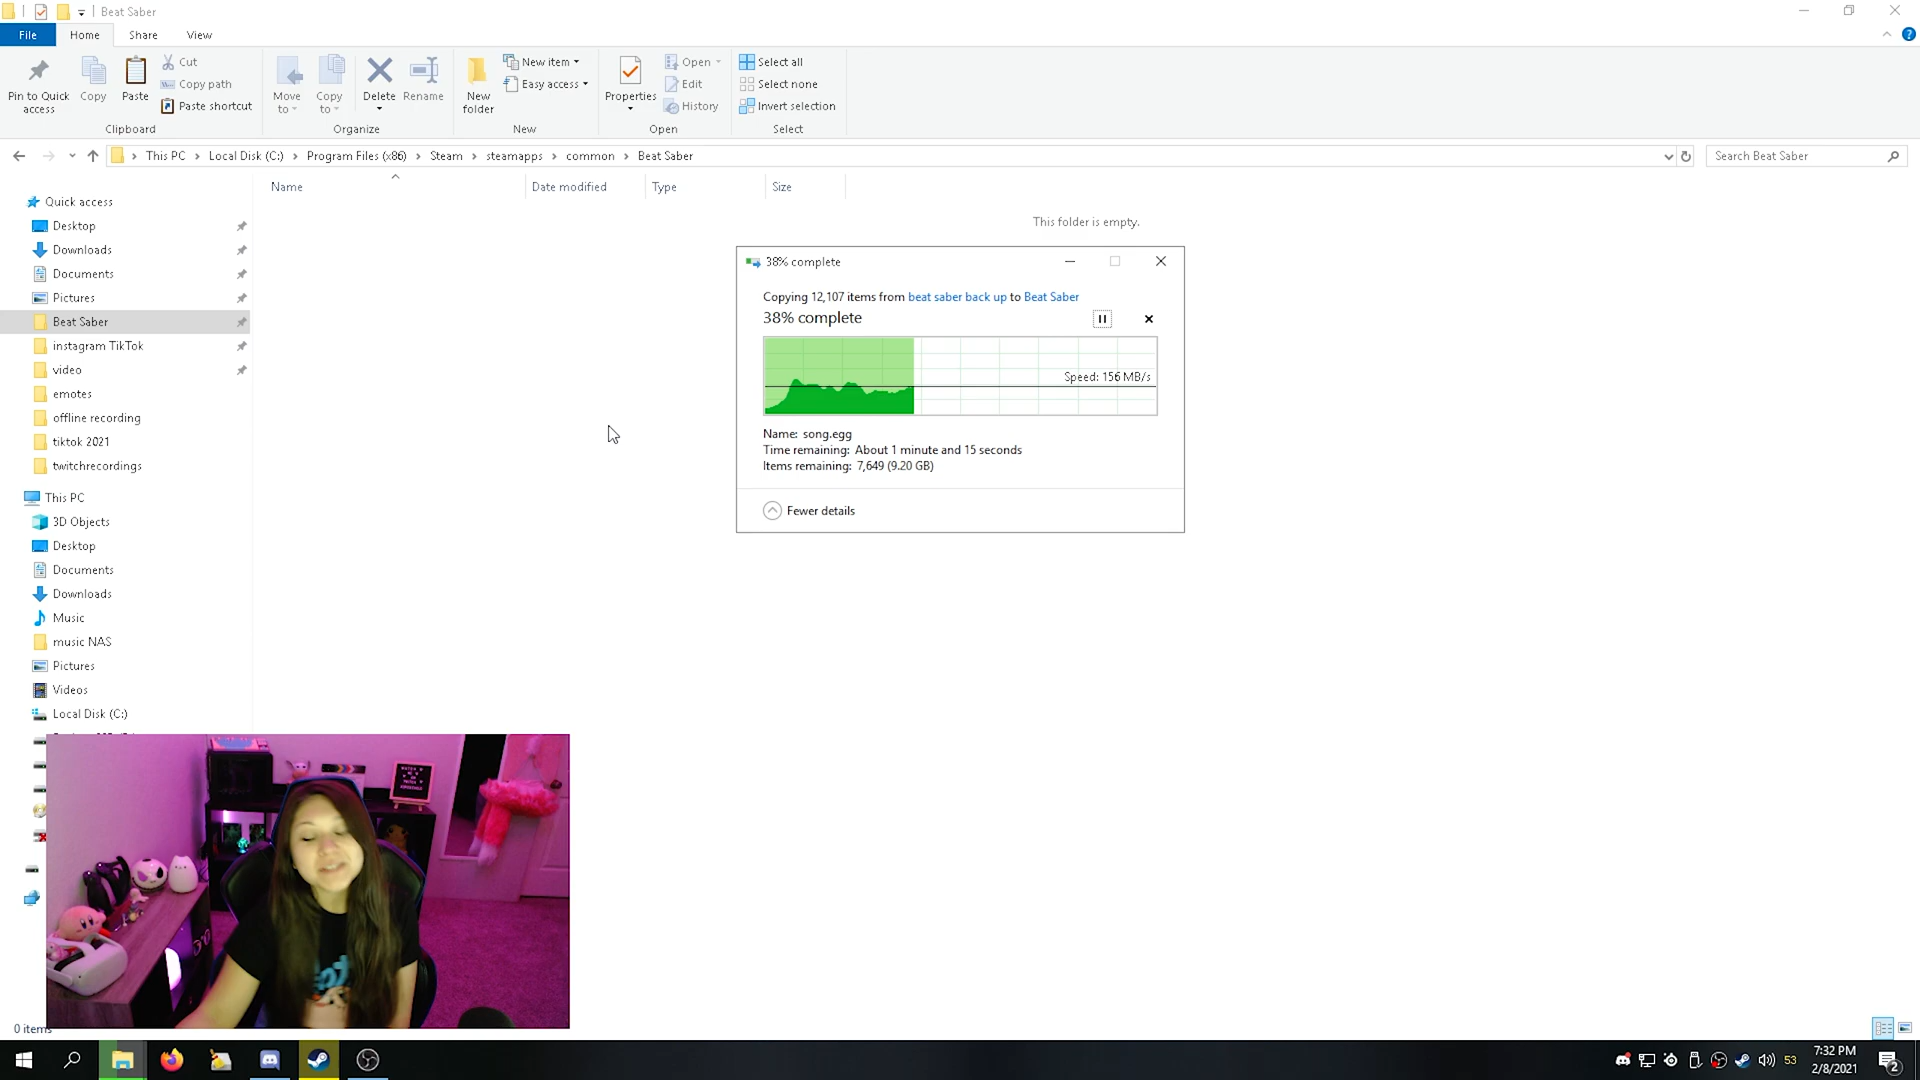 Beat Saber
File Home Share View
Pin to Quick access
Copy
Paste
Cut
Copy path
Paste shortcut
Clipboard
Move to
Copy to
Delete
Rename
Organize
New folder
New item
Easy access
New
Properties
Open
Edit
History
Open
Select all
Select none
Invert selection
Select
This PC Local Disk (C:) Program Files (x86) Steam steamapps common Beat Saber
Search Beat Saber
Name Date modified Type Size
This folder is empty.
Quick access
Desktop
Downloads
Documents
Pictures
Beat Saber
instagram TikTok
video
emotes
offline recording
tiktok 2021
twitchrecordings
This PC
3D Objects
Desktop
Documents
Downloads
Music
music NAS
Pictures
Videos
Local Disk (C:)
38% complete
Copying 12,107 items from beat saber back up to Beat Saber
38% complete
Speed: 156 MB/s
Name: song.egg
Time remaining: About 1 minute and 15 seconds
Items remaining: 7,649 (9.20 GB)
Fewer details
0 items
53
7:32 PM
2/8/2021
2